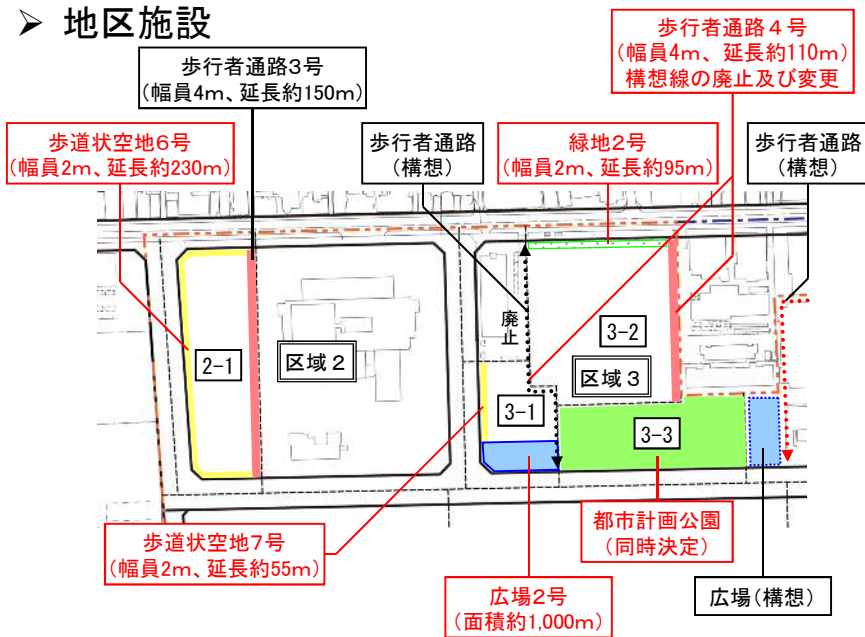 ➢ 地区施設
歩行者通路3号
(幅員4m、延長約150m)
歩行者通路4号
(幅員4m、延長約110m)
構想線の廃止及び変更
歩道状空地6号
(幅員2m、延長約230m)
歩行者通路
(構想)
緑地2号
(幅員2m、延長約95m)
歩行者通路
(構想)
廃止
2-1
区域2
3-2
区域3
3-1
3-3
歩道状空地7号
(幅員2m、延長約55m)
広場2号
(面積約1,000m)
都市計画公園
(同時決定)
広場(構想)